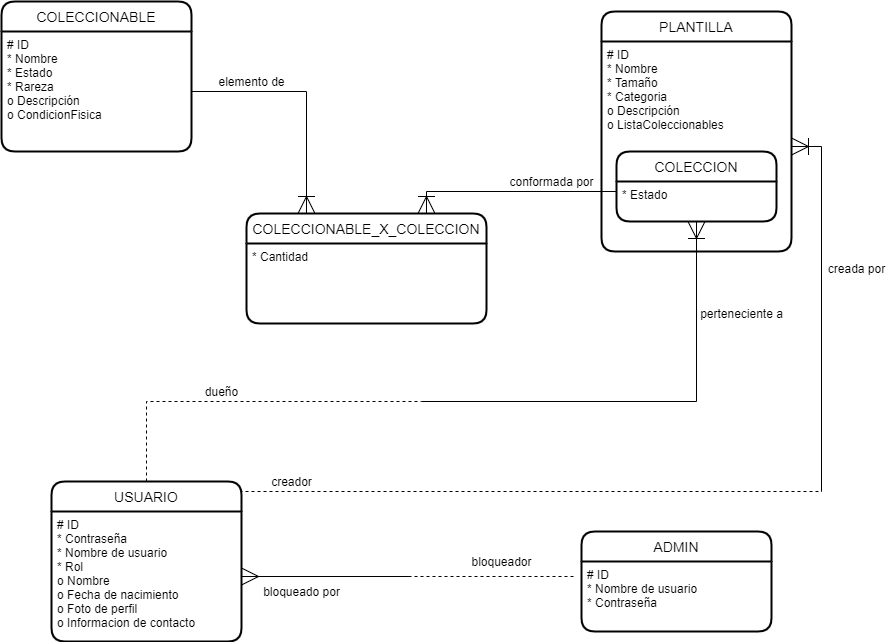 COLECCIONABLE
# ID
* Nombre
* Estado
* Rareza
o Descripción
o CondicionFisica
elemento de
PLANTILLA
# ID
* Nombre
* Tamaño
* Categoria
o Descripción
o ListaColeccionables
COLECCION
* Estado
conformada por
COLECCIONABLE_X_COLECCION
* Cantidad
creada por
perteneciente a
dueño
creador
USUARIO
# ID
* Contraseña
* Nombre de usuario
* Rol
o Nombre
o Fecha de nacimiento
o Foto de perfil
o Informacion de contacto
bloqueador
bloqueado por
ADMIN
# ID
* Nombre de usuario
* Contraseña